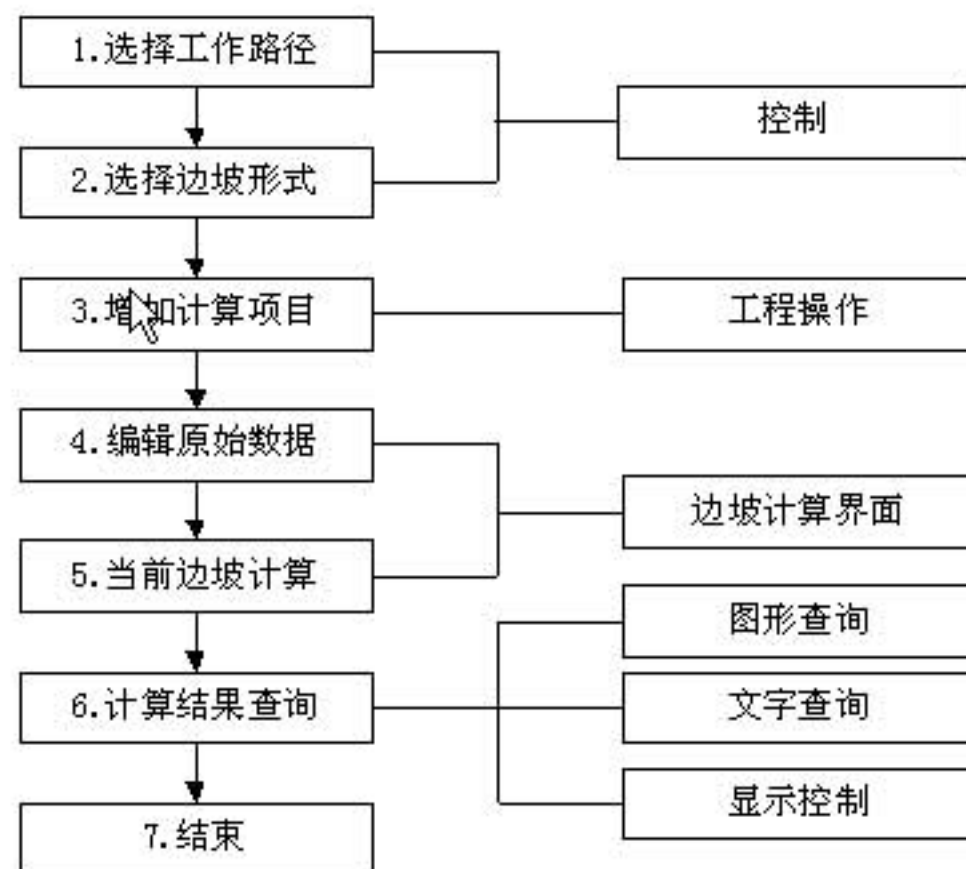 1.选择工作路径
控制
2.选择边坡形式
3.增加计算项目
工程操作
4.编辑原始数据
边坡计算界面
5.当前边坡计算
图形查询
6.计算结果查询
文字查询
显示控制
7.结束